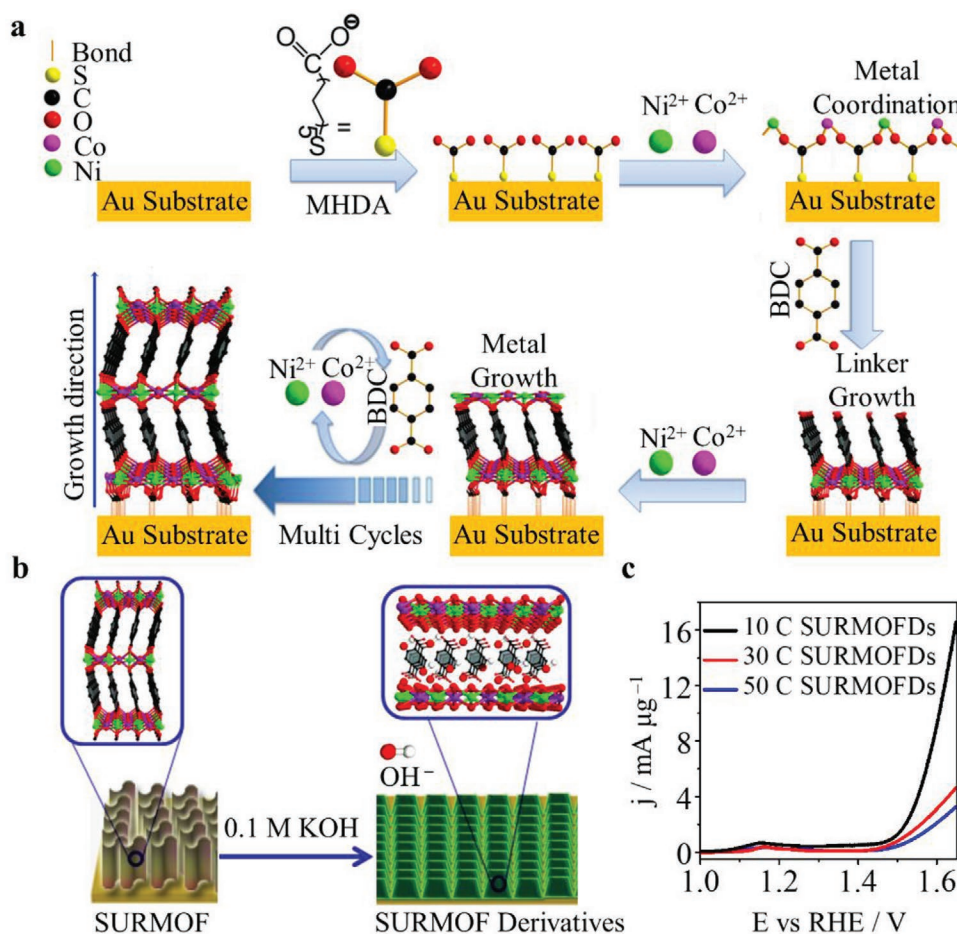 a
Bond
S
C
O
Co
Ni
Au Substrate
O
C
O⊖
5
S
=
MHDA
Au Substrate
Ni²⁺ Co²⁺
Metal
Coordination
Au Substrate
BDC
Linker
Growth
Au Substrate
Ni²⁺ Co²⁺
Metal
Growth
Au Substrate
Ni²⁺ Co²⁺
BDC
Multi Cycles
Growth direction
Au Substrate
b
SURMOF
0.1 M KOH
OH⁻
SURMOF Derivatives
c
j / mA μg⁻¹
16
12
8
4
0
10 C SURMOFDs
30 C SURMOFDs
50 C SURMOFDs
1.0 1.2 1.4 1.6
E vs RHE / V